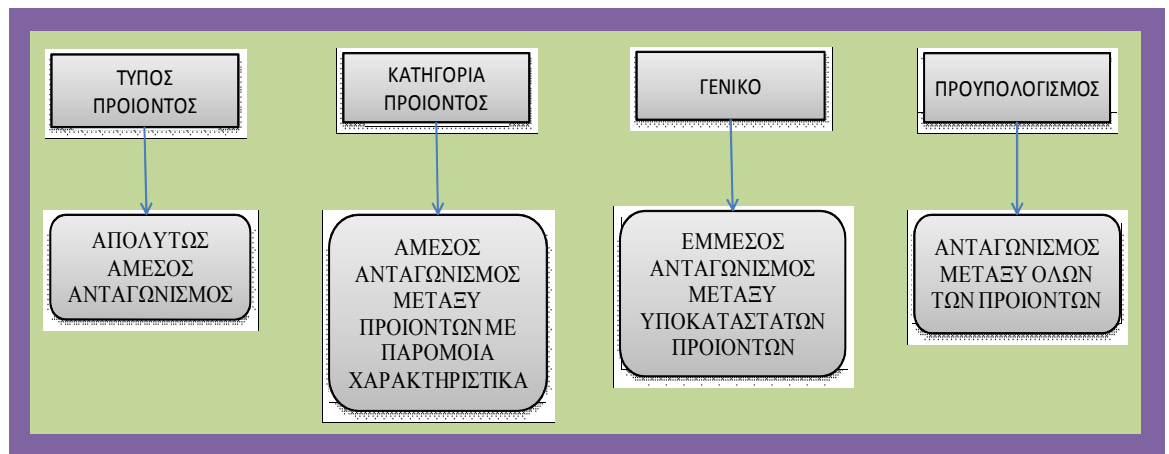 ΤΥΠΟΣ
ΠΡΟΙΟΝΤΟΣ
ΚΑΤΗΓΟΡΙΑ
ΠΡΟΙΟΝΤΟΣ
ΓΕΝΙΚΟ
ΠΡΟΥΠΟΛΟΓΙΣΜΟΣ
ΑΠΟΛΥΤΩΣ
ΑΜΕΣΟΣ
ΑΝΤΑΓΩΝΙΣΜΟΣ
ΑΜΕΣΟΣ
ΑΝΤΑΓΩΝΙΣΜΟΣ
ΜΕΤΑΞΥ
ΠΡΟΙΟΝΤΩΝ ΜΕ
ΠΑΡΟΜΟΙΑ
ΧΑΡΑΚΤΗΡΙΣΤΙΚΑ
ΕΜΜΕΣΟΣ
ΑΝΤΑΓΩΝΙΣΜΟΣ
ΜΕΤΑΞΥ
ΥΠΟΚΑΤΑΣΤΑΤΩΝ
ΠΡΟΙΟΝΤΩΝ
ΑΝΤΑΓΩΝΙΣΜΟΣ
ΜΕΤΑΞΥ ΟΛΩΝ
ΤΩΝ ΠΡΟΙΟΝΤΩΝ